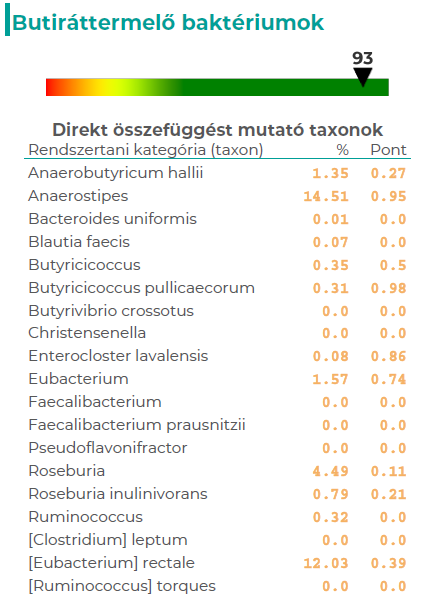 Butiráttermelő baktériumok
93
Direkt összefüggést mutató taxonok
Rendszertani kategória (taxon) % Pont
Anaerobutyricum hallii 1.35 0.27
Anaerostipes 14.51 0.95
Bacteroides uniformis 0.01 0.0
Blautia faecis 0.07 0.0
Butyricicoccus 0.35 0.5
Butyricicoccus pullicaecorum 0.31 0.98
Butyrivibrio crossotus 0.0 0.0
Christensenella 0.0 0.0
Enterocloster lavalensis 0.08 0.86
Eubacterium 1.57 0.74
Faecalibacterium 0.0 0.0
Faecalibacterium prausnitzii 0.0 0.0
Pseudoflavonifractor 0.0 0.0
Roseburia 4.49 0.11
Roseburia inulinivorans 0.79 0.21
Ruminococcus 0.32 0.0
[Clostridium] leptum 0.0 0.0
[Eubacterium] rectale 12.03 0.39
[Ruminococcus] torques 0.0 0.0